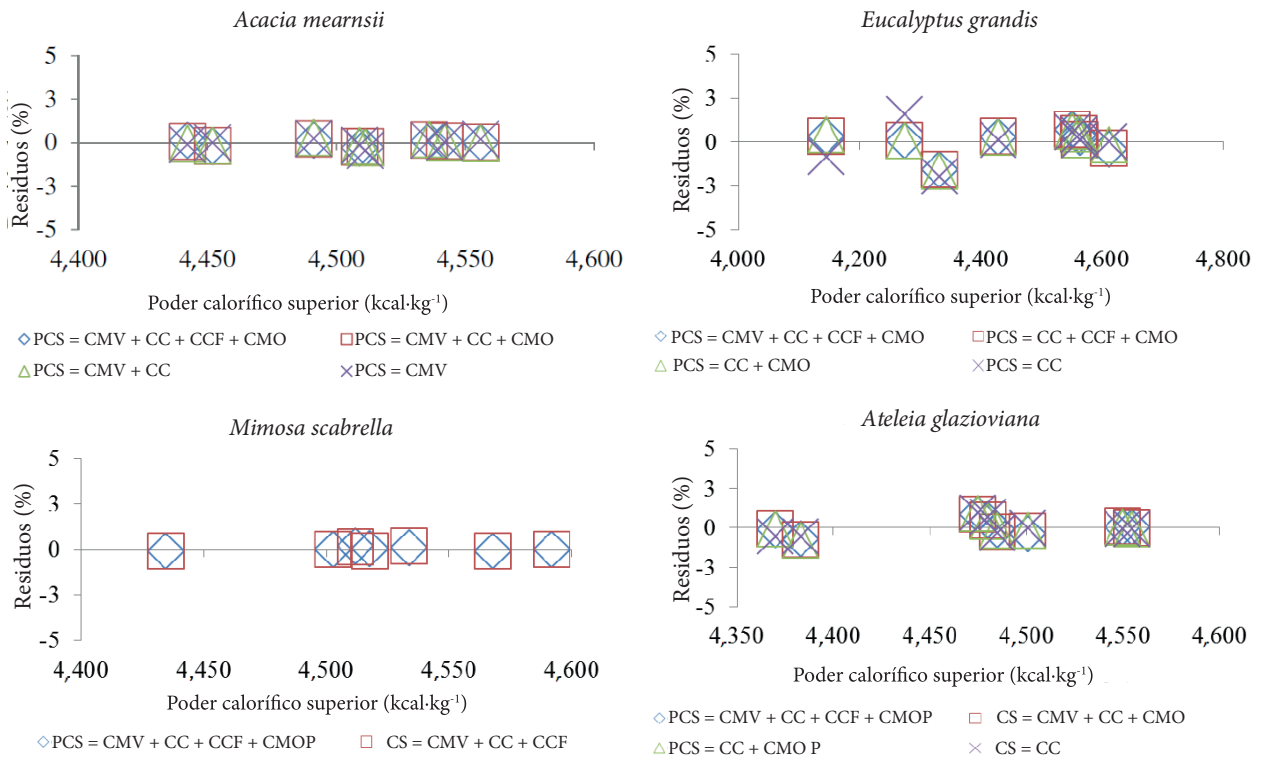 Acacia mearnsii
Residuos (%)
5
3
0
-3
-5
4,400 4,450 4,500 4,550 4,600
Poder calorífico superior (kcal·kg⁻¹)
PCS = CMV + CC + CCF + CMO PCS = CMV + CC + CMO
PCS = CMV + CC PCS = CMV
Eucalyptus grandis
Residuos (%)
5
3
0
-3
-5
4,000 4,200 4,400 4,600 4,800
Poder calorífico superior (kcal·kg⁻¹)
PCS = CMV + CC + CCF + CMO PCS = CC + CCF + CMO
PCS = CC + CMO PCS = CC
Mimosa scabrella
Residuos (%)
5
3
0
-3
-5
4,400 4,450 4,500 4,550 4,600
Poder calorífico superior (kcal·kg⁻¹)
PCS = CMV + CC + CCF + CMOP CS = CMV + CC + CCF
Ateleia glazioviana
Residuos (%)
5
3
0
-3
-5
4,350 4,400 4,450 4,500 4,550 4,600
Poder calorífico superior (kcal·kg⁻¹)
PCS = CMV + CC + CCF + CMOP CS = CMV + CC + CMO
PCS = CC + CMO P CS = CC